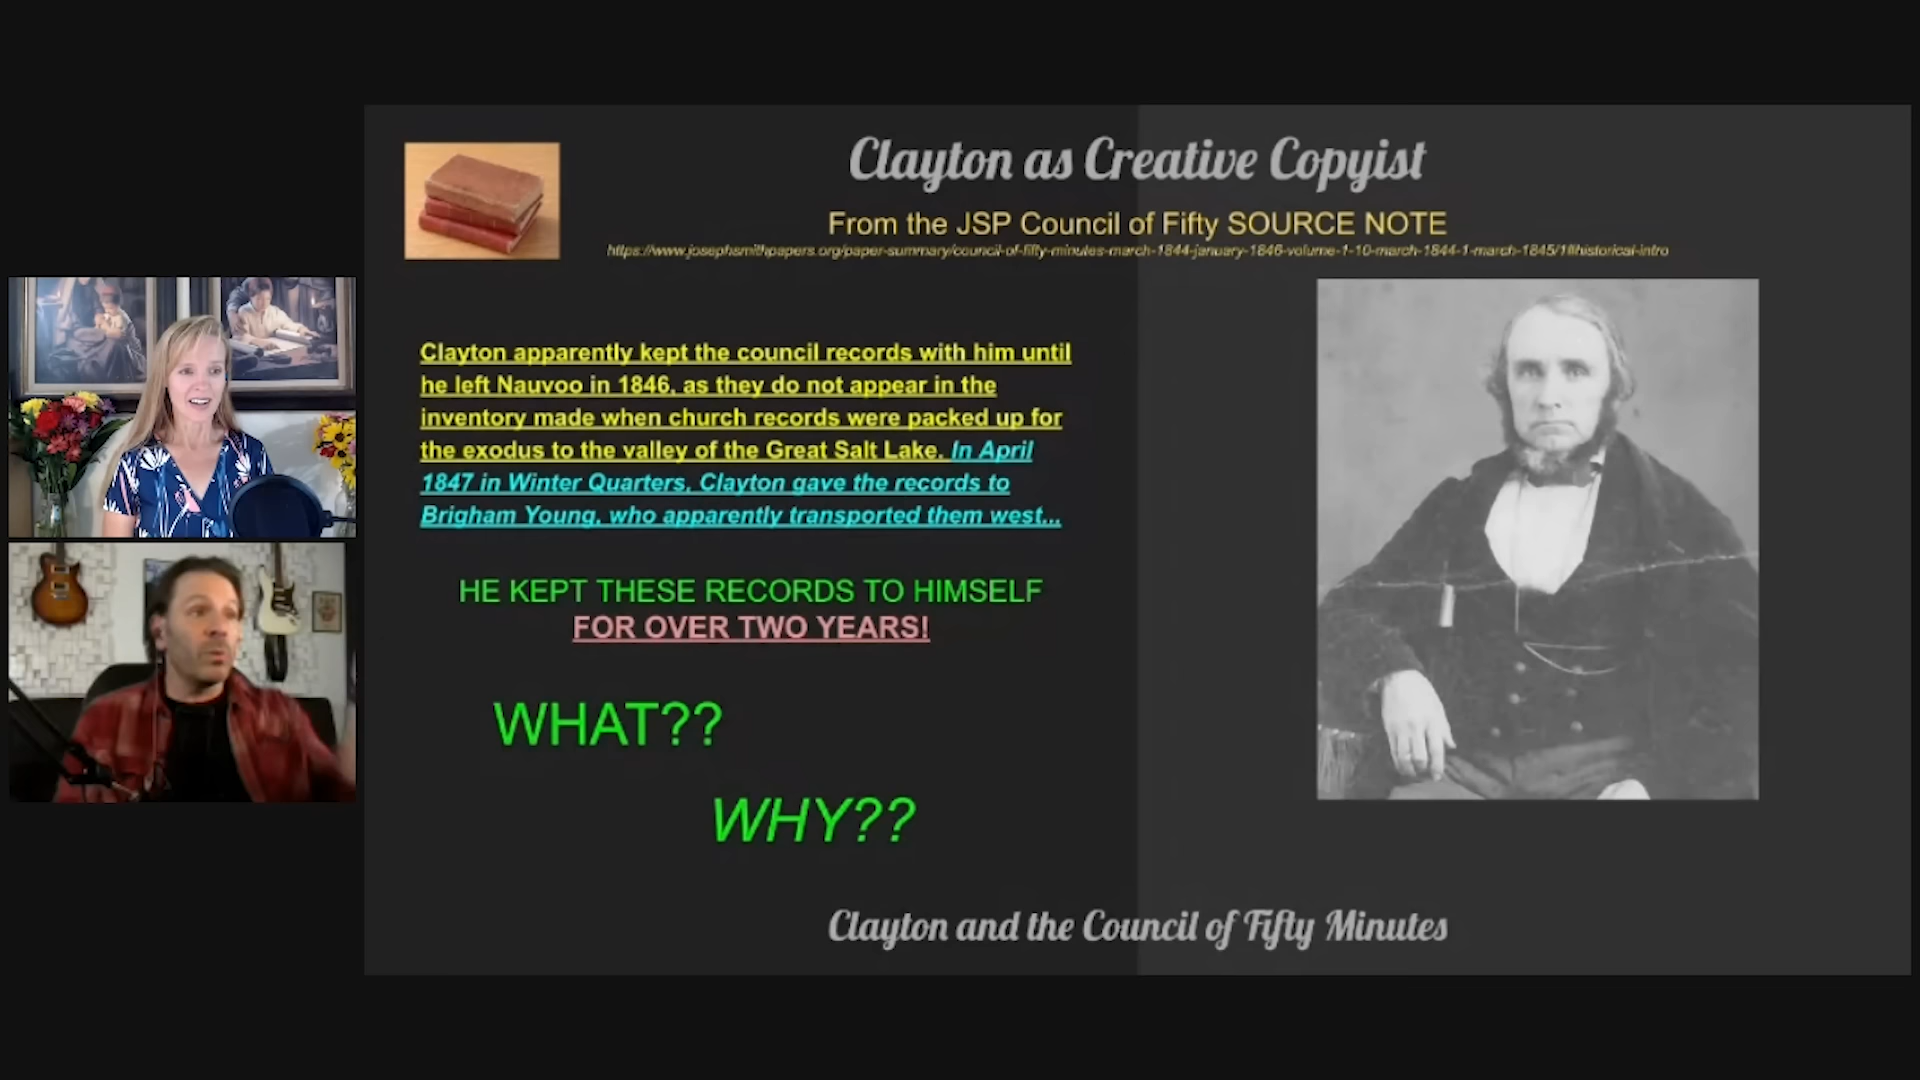 Clayton as Creative Copyist
From the JSP Council of Fifty SOURCE NOTE
https://www.josephsmithpapers.org/paper-summary/council-of-fifty-minutes-march-1844-january-1846-volume-1-10-march-1844-1-march-1845/1#historical-intro
Clayton apparently kept the council records with him until
he left Nauvoo in 1846, as they do not appear in the
inventory made when church records were packed up for
the exodus to the valley of the Great Salt Lake. In April
1847 in Winter Quarters, Clayton gave the records to
Brigham Young, who apparently transported them west...
HE KEPT THESE RECORDS TO HIMSELF
FOR OVER TWO YEARS!
WHAT??
WHY??
Clayton and the Council of Fifty Minutes